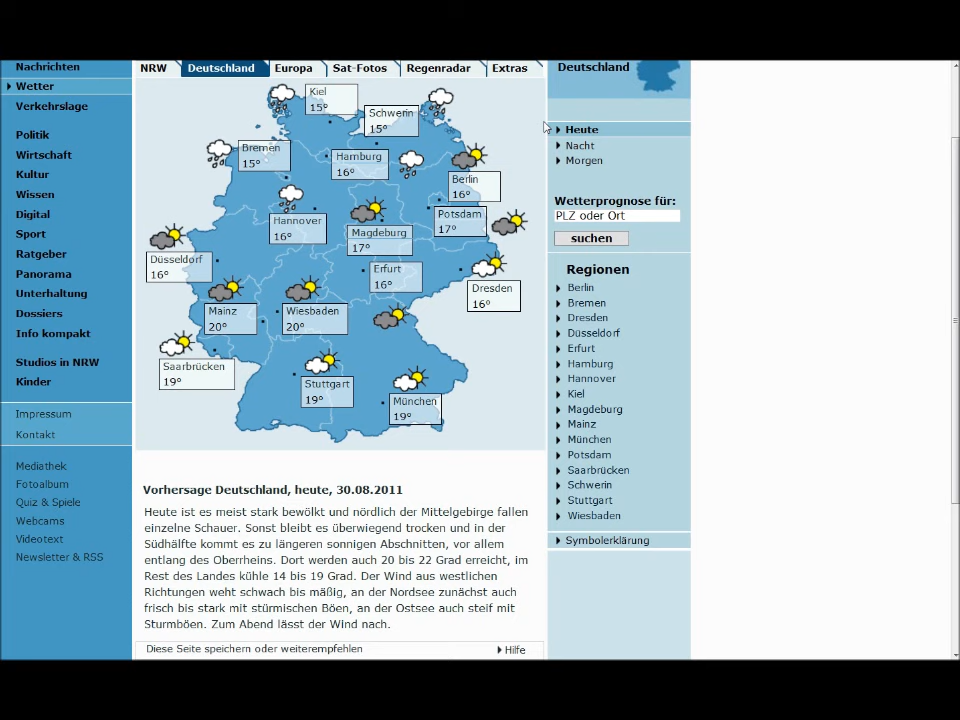 Nachrichten
Wetter
Verkehrslage
Politik
Wirtschaft
Kultur
Wissen
Digital
Sport
Ratgeber
Panorama
Unterhaltung
Dossiers
Info kompakt
Studios in NRW
Kinder
Impressum
Kontakt
Mediathek
Fotoalbum
Quiz & Spiele
Webcams
Videotext
Newsletter & RSS
NRW Deutschland Europa Sat-Fotos Regenradar Extras
Kiel
15°
Schwerin
15°
Bremen
15°
Hamburg
16°
Berlin
16°
Hannover
16°
Magdeburg
17°
Potsdam
17°
Düsseldorf
16°
Erfurt
16°
Dresden
16°
Mainz
20°
Wiesbaden
20°
Saarbrücken
19°
Stuttgart
19°
München
19°
Vorhersage Deutschland, heute, 30.08.2011
Heute ist es meist stark bewölkt und nördlich der Mittelgebirge fallen
einzelne Schauer. Sonst bleibt es überwiegend trocken und in der
Südhälfte kommt es zu längeren sonnigen Abschnitten, vor allem
entlang des Oberrheins. Dort werden auch 20 bis 22 Grad erreicht, im
Rest des Landes kühle 14 bis 19 Grad. Der Wind aus westlichen
Richtungen weht schwach bis mäßig, an der Nordsee zunächst auch
frisch bis stark mit stürmischen Böen, an der Ostsee auch steif mit
Sturmböen. Zum Abend lässt der Wind nach.
Diese Seite speichern oder weiterempfehlen
Hilfe
Deutschland
Heute
Nacht
Morgen
Wetterprognose für:
PLZ oder Ort
suchen
Regionen
Berlin
Bremen
Dresden
Düsseldorf
Erfurt
Hamburg
Hannover
Kiel
Magdeburg
Mainz
München
Potsdam
Saarbrücken
Schwerin
Stuttgart
Wiesbaden
Symbolerklärung